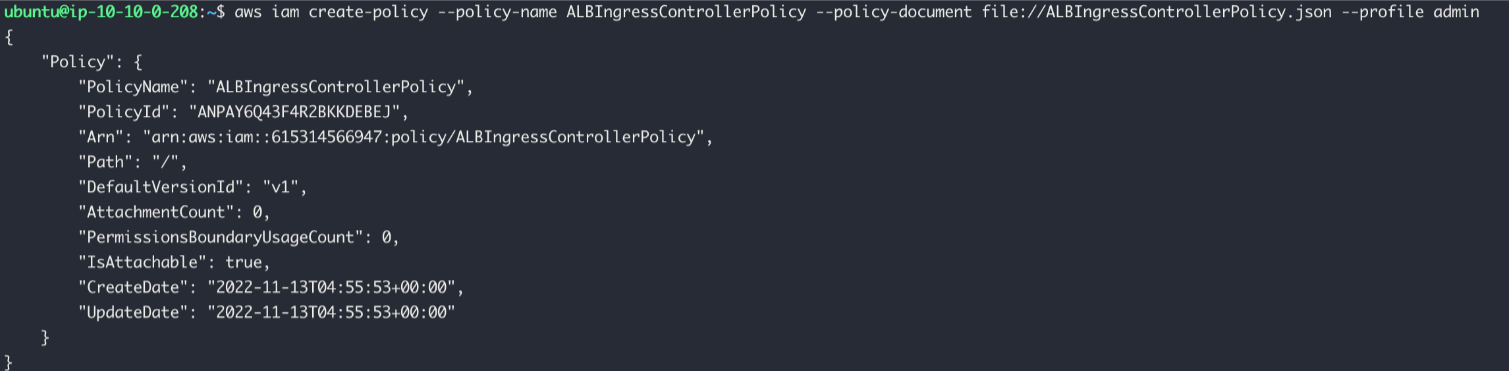 ubuntu@ip-10-10-0-208:~$ aws iam create-policy --policy-name ALBIngressControllerPolicy --policy-document file://ALBIngressControllerPolicy.json --profile admin
{
    "Policy": {
        "PolicyName": "ALBIngressControllerPolicy",
        "PolicyId": "ANPAY6Q43F4R2BKKDEBEJ",
        "Arn": "arn:aws:iam::615314566947:policy/ALBIngressControllerPolicy",
        "Path": "/",
        "DefaultVersionId": "v1",
        "AttachmentCount": 0,
        "PermissionsBoundaryUsageCount": 0,
        "IsAttachable": true,
        "CreateDate": "2022-11-13T04:55:53+00:00",
        "UpdateDate": "2022-11-13T04:55:53+00:00"
    }
}